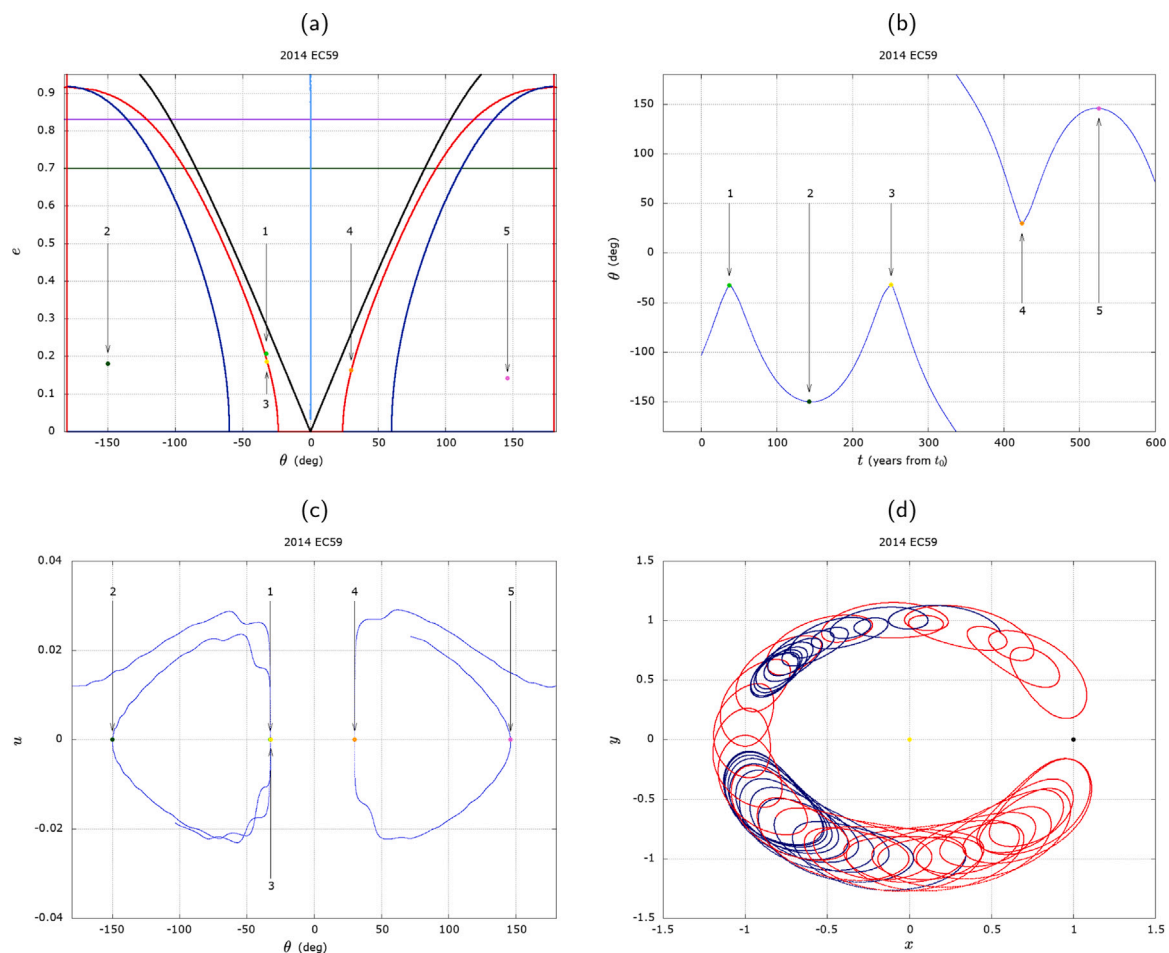 (a)
2014 EC59
0.9
0.8
0.7
0.6
0.5
0.4
0.3
0.2
0.1
0
e
2
1
4
5
3
-150 -100 -50 0 50 100 150
θ (deg)
(b)
2014 EC59
150
100
50
0
-50
-100
-150
θ (deg)
1 2 3
4 5
0 100 200 300 400 500 600
t (years from t0)
(c)
2014 EC59
0.04
0.02
0
-0.02
-0.04
u
2 1 4 5
3
-150 -100 -50 0 50 100 150
θ (deg)
(d)
2014 EC59
1.5
1
0.5
0
-0.5
-1
-1.5
y
-1.5 -1 -0.5 0 0.5 1 1.5
x